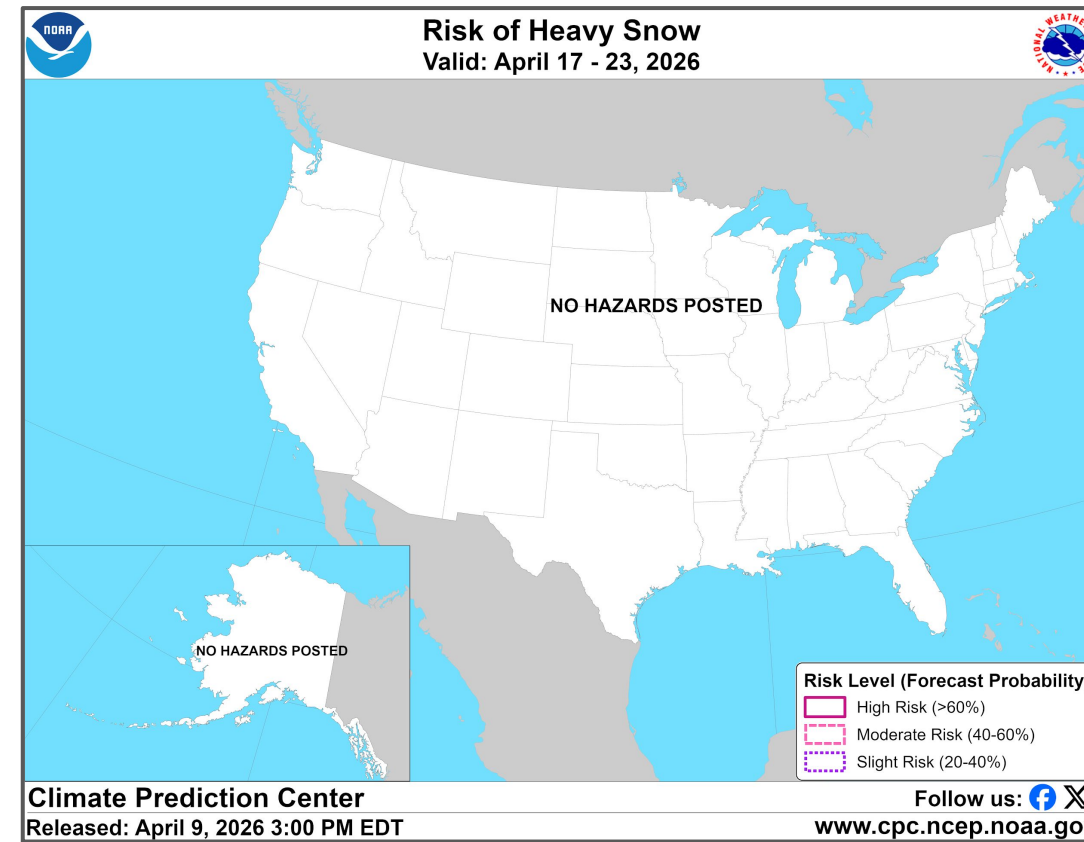 NOAA
Risk of Heavy Snow
Valid: April 17 - 23, 2026
NATIONAL WEATHE
NO HAZARDS POSTED
NO HAZARDS POSTED
Risk Level (Forecast Probability
High Risk (>60%)
Moderate Risk (40-60%)
Slight Risk (20-40%)
Climate Prediction Center
Follow us:
Released: April 9, 2026 3:00 PM EDT
www.cpc.ncep.noaa.go